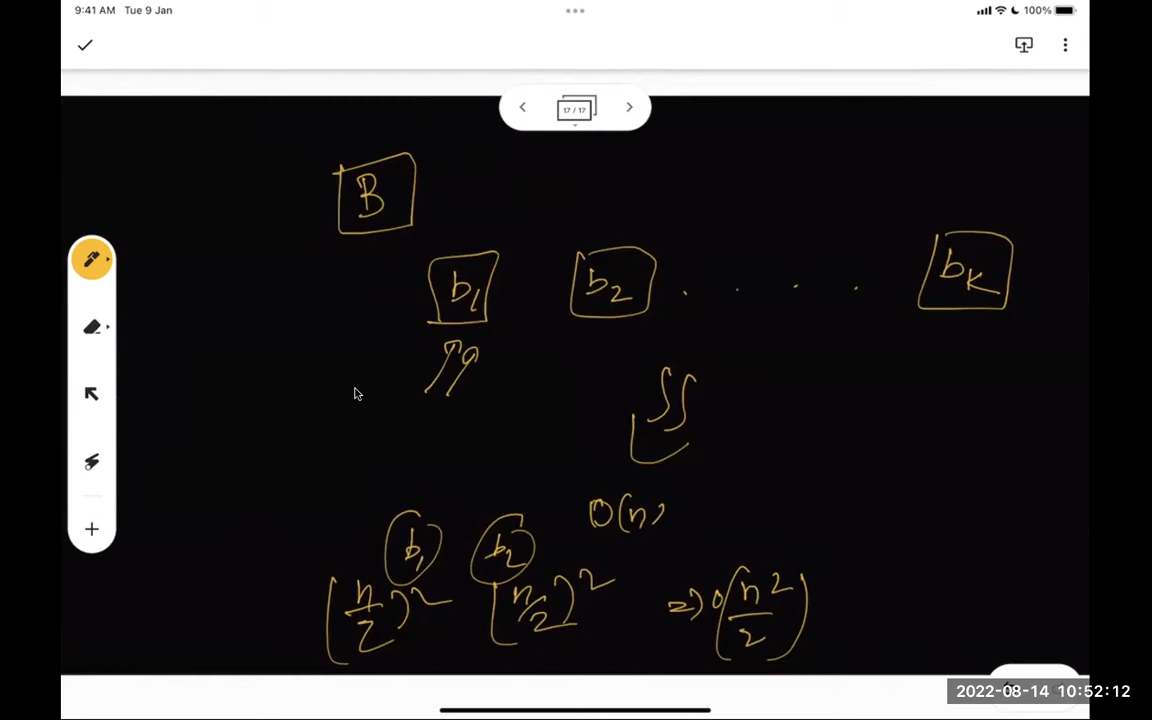 9:41 AM Tue 9 Jan
100%
17 / 17
B
b1 b2 . . . . bK
O(n)
b1 b2
(n/2)^2 (n/2)^2 => O(n^2/2)
2022-08-14 10:52:12